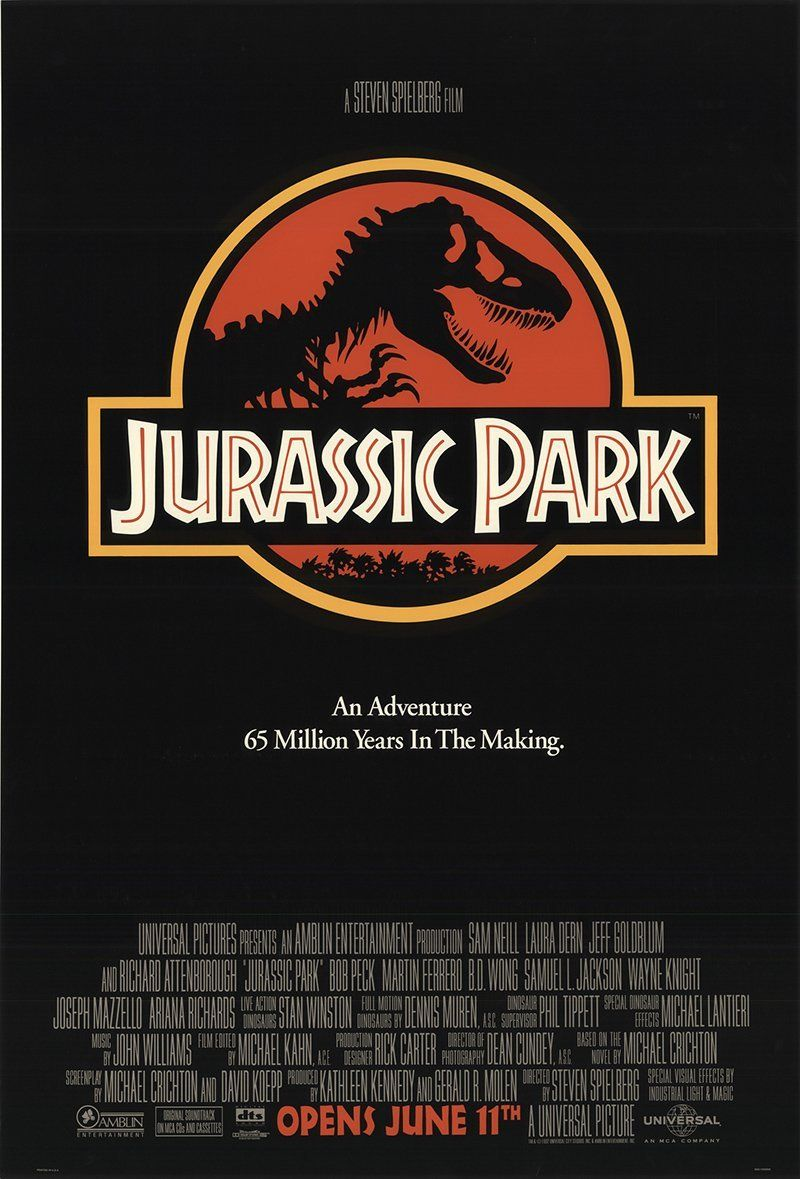 A STEVEN SPIELBERG FILM
JURASSIC PARK
TM
An Adventure
65 Million Years In The Making.
UNIVERSAL PICTURES PRESENTS AN AMBLIN ENTERTAINMENT PRODUCTION SAM NEILL LAURA DERN JEFF GOLDBLUM
AND RICHARD ATTENBOROUGH "JURASSIC PARK" BOB PECK MARTIN FERRERO B.D. WONG SAMUEL L. JACKSON WAYNE KNIGHT
JOSEPH MAZZELLO ARIANA RICHARDS LIVE ACTION DINOSAURS STAN WINSTON FULL MOTION DINOSAURS BY DENNIS MUREN, A.S.C. DINOSAUR SUPERVISOR PHIL TIPPETT SPECIAL DINOSAUR EFFECTS MICHAEL LANTIERI
MUSIC BY JOHN WILLIAMS FILM EDITED BY MICHAEL KAHN, A.C.E. PRODUCTION DESIGNER RICK CARTER DIRECTOR OF PHOTOGRAPHY DEAN CUNDEY, A.S.C. BASED ON THE NOVEL BY MICHAEL CRICHTON
SCREENPLAY BY MICHAEL CRICHTON AND DAVID KOEPP PRODUCED BY KATHLEEN KENNEDY AND GERALD R. MOLEN DIRECTED BY STEVEN SPIELBERG SPECIAL VISUAL EFFECTS BY INDUSTRIAL LIGHT & MAGIC
AMBLIN ENTERTAINMENT
ORIGINAL SOUNDTRACK ON MCA CDs AND CASSETTES
dts
OPENS JUNE 11TH
A UNIVERSAL PICTURE
UNIVERSAL
AN MCA COMPANY